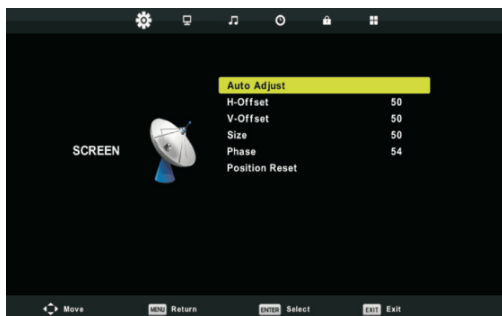 Auto Adjust
H-Offset 50
V-Offset 50
Size 50
SCREEN
Phase 54
Position Reset
Move MENU Return ENTER Select EXIT Exit